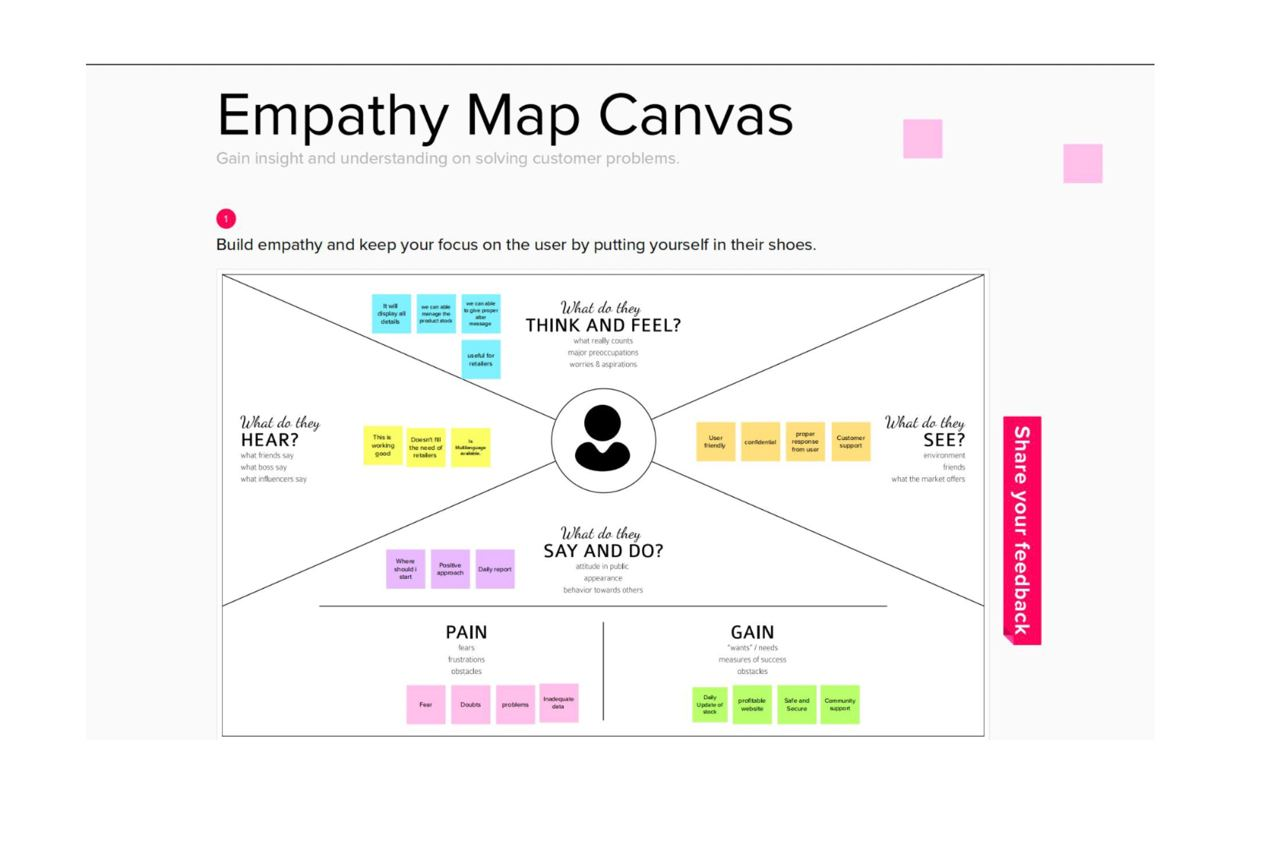 Empathy Map Canvas
Gain insight and understanding on solving customer problems.
1
Build empathy and keep your focus on the user by putting yourself in their shoes.
It will
display all
details
we can able
manage the
product stock
we can able
to give proper
alter
message
useful for
retailers
What do they
THINK AND FEEL?
what really counts
major preoccupations
worries & aspirations
What do they
HEAR?
what friends say
what boss say
what influencers say
This is
working
good
Doesn't fill
the need of
retailers
Is
Multilanguage
available.
User
friendly
confidential
proper
response
from user
Customer
support
What do they
SEE?
environment
friends
what the market offers
Share your feedback
Where
should i
start
Positive
approach
Daily report
What do they
SAY AND DO?
attitude in public
appearance
behavior towards others
PAIN
fears
frustrations
obstacles
Fear
Doubts
problems
Inadequate
data
GAIN
"wants" / needs
measures of success
obstacles
Daily
Update of
stock
profitable
website
Safe and
Secure
Community
support